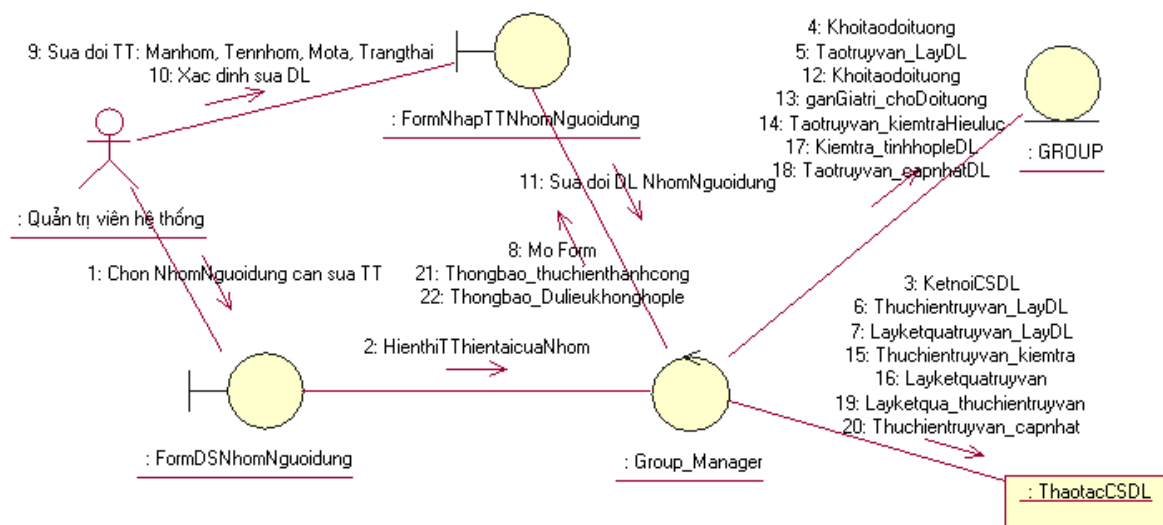 9: Sua doi TT: Manhom, Tennhom, Mota, Trangthai
10: Xac dinh sua DL
: FormNhapTTNhomNguoidung
4: Khoitaodoituong
5: Taotruyvan_LayDL
12: Khoitaodoituong
13: ganGiatri_choDoituong
14: Taotruyvan_kiemtraHieuluc
17: Kiemtra_tinhhopleDL
18: Taotruyvan_capnhatDL
: GROUP
: Quản trị viên hệ thống
11: Sua doi DL NhomNguoidung
1: Chon NhomNguoidung can sua TT
8: Mo Form
21: Thongbao_thuchienthanhcong
22: Thongbao_Dulieukhonghople
2: HienthiTThientaicuaNhom
3: KetnoiCSDL
6: Thuchientruyvan_LayDL
7: Layketquatruyvan_LayDL
15: Thuchientruyvan_kiemtra
16: Layketquatruyvan
19: Layketqua_thuchientruyvan
20: Thuchientruyvan_capnhat
: FormDSNhomNguoidung
: Group_Manager
: ThaotacCSDL